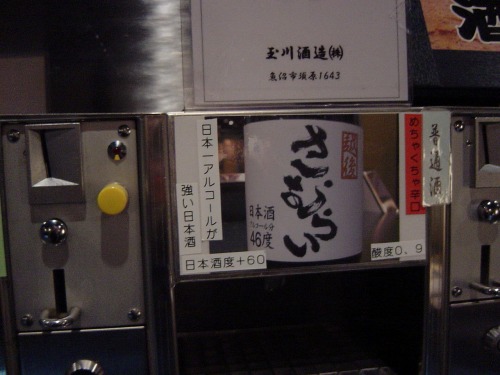 酒
玉川酒造㈱
魚沼市須原1643
日本一アルコールが
強い日本酒
越後
さむらい
日本酒
アルコール分
46度
めちゃくちゃ辛口
普通酒
日本酒度+60
酸度0、9